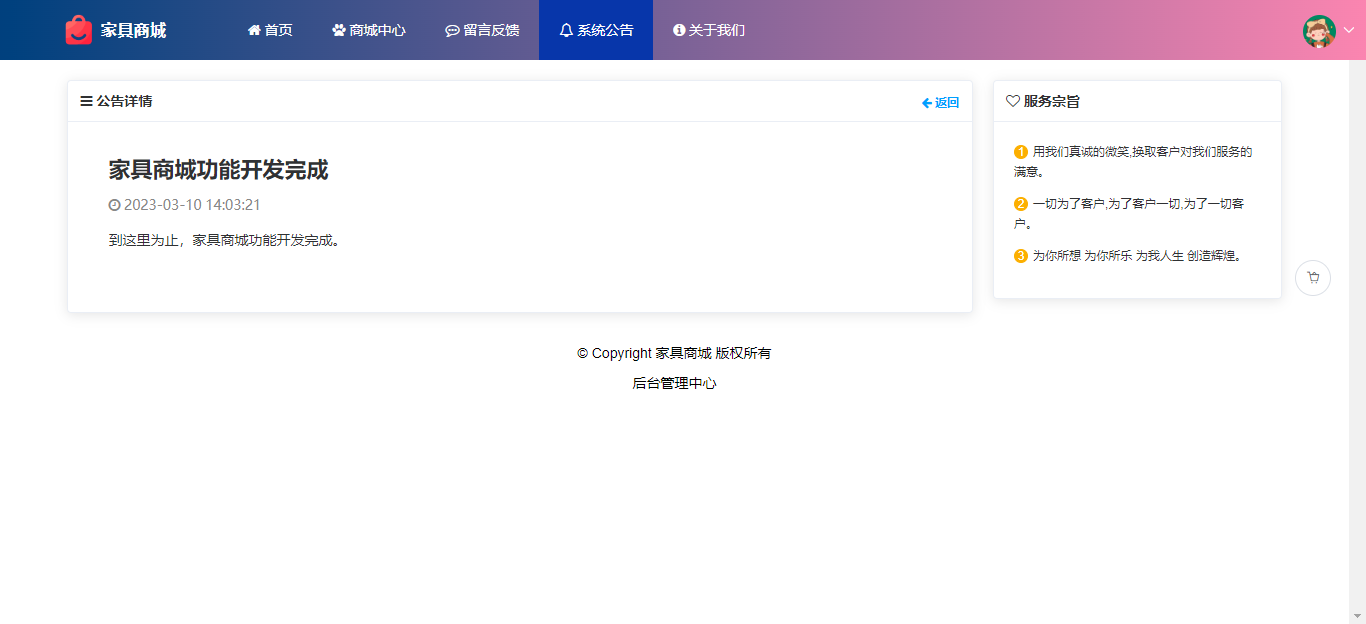 家具商城
首页
商城中心
留言反馈
系统公告
关于我们
公告详情
返回
家具商城功能开发完成
2023-03-10 14:03:21
到这里为止，家具商城功能开发完成。
服务宗旨
1 用我们真诚的微笑,换取客户对我们服务的
满意。
2 一切为了客户,为了客户一切,为了一切客
户。
3 为你所想 为你所乐 为我人生 创造辉煌。
© Copyright 家具商城 版权所有
后台管理中心